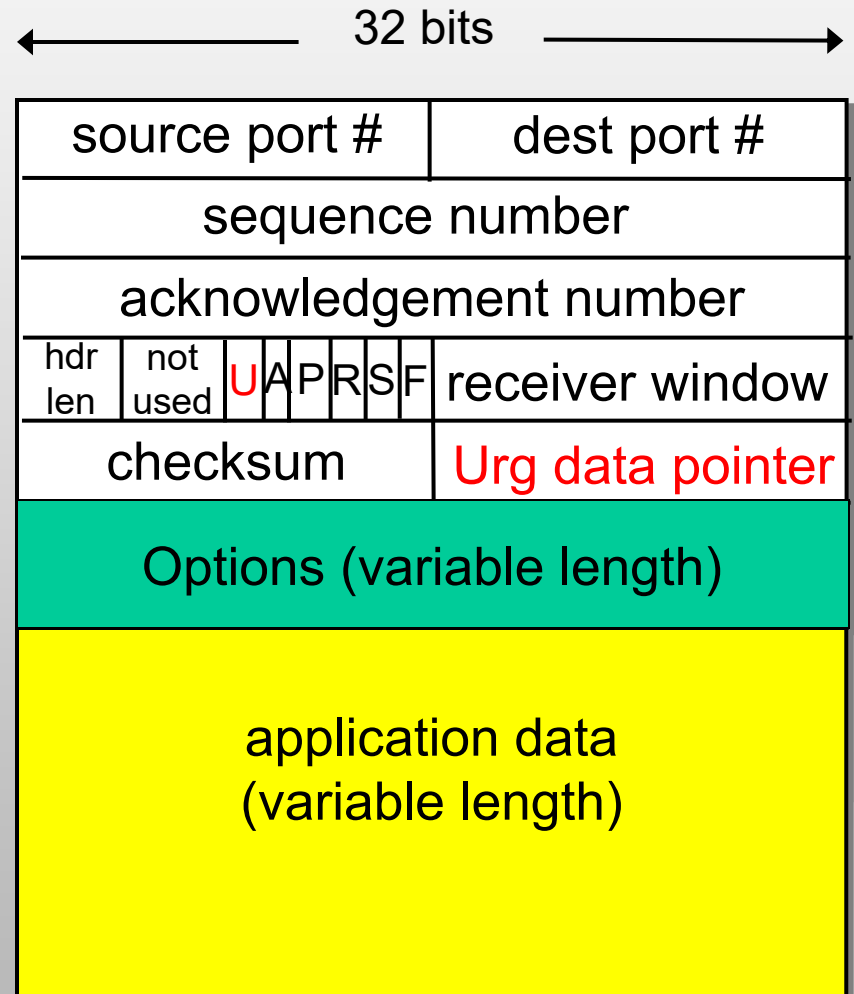 32 bits
source port # dest port #
sequence number
acknowledgement number
hdr len not used U A P R S F receiver window
checksum Urg data pointer
Options (variable length)
application data
(variable length)